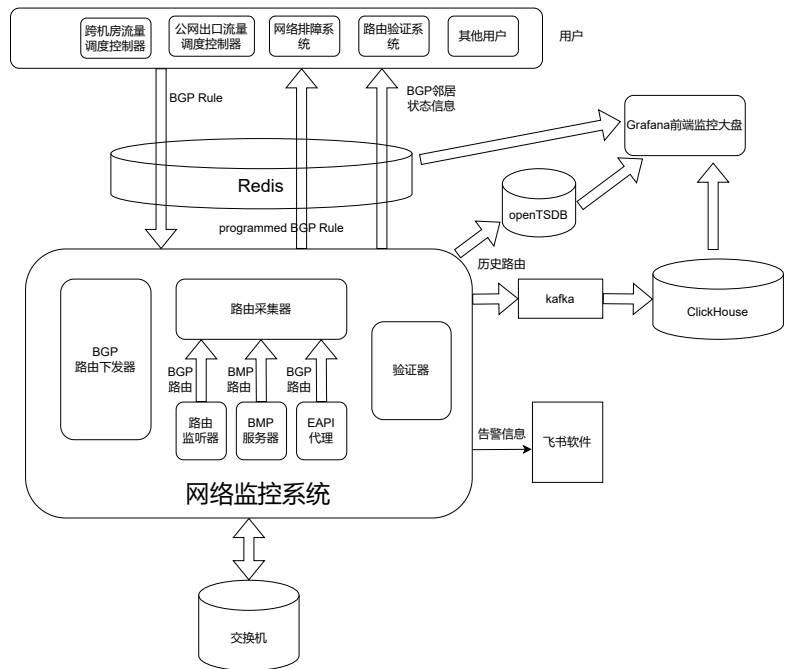 跨机房流量
调度控制器
公网出口流量
调度控制器
网络排障系
统
路由验证系
统
其他用户
用户
BGP Rule
BGP邻居
状态信息
Grafana前端监控大盘
Redis
openTSDB
programmed BGP Rule
历史路由
kafka
ClickHouse
路由采集器
BGP
路由下发器
BGP
路由
BMP
路由
BGP
路由
验证器
路由
监听器
BMP
服务器
EAPI
代理
告警信息
飞书软件
网络监控系统
交换机